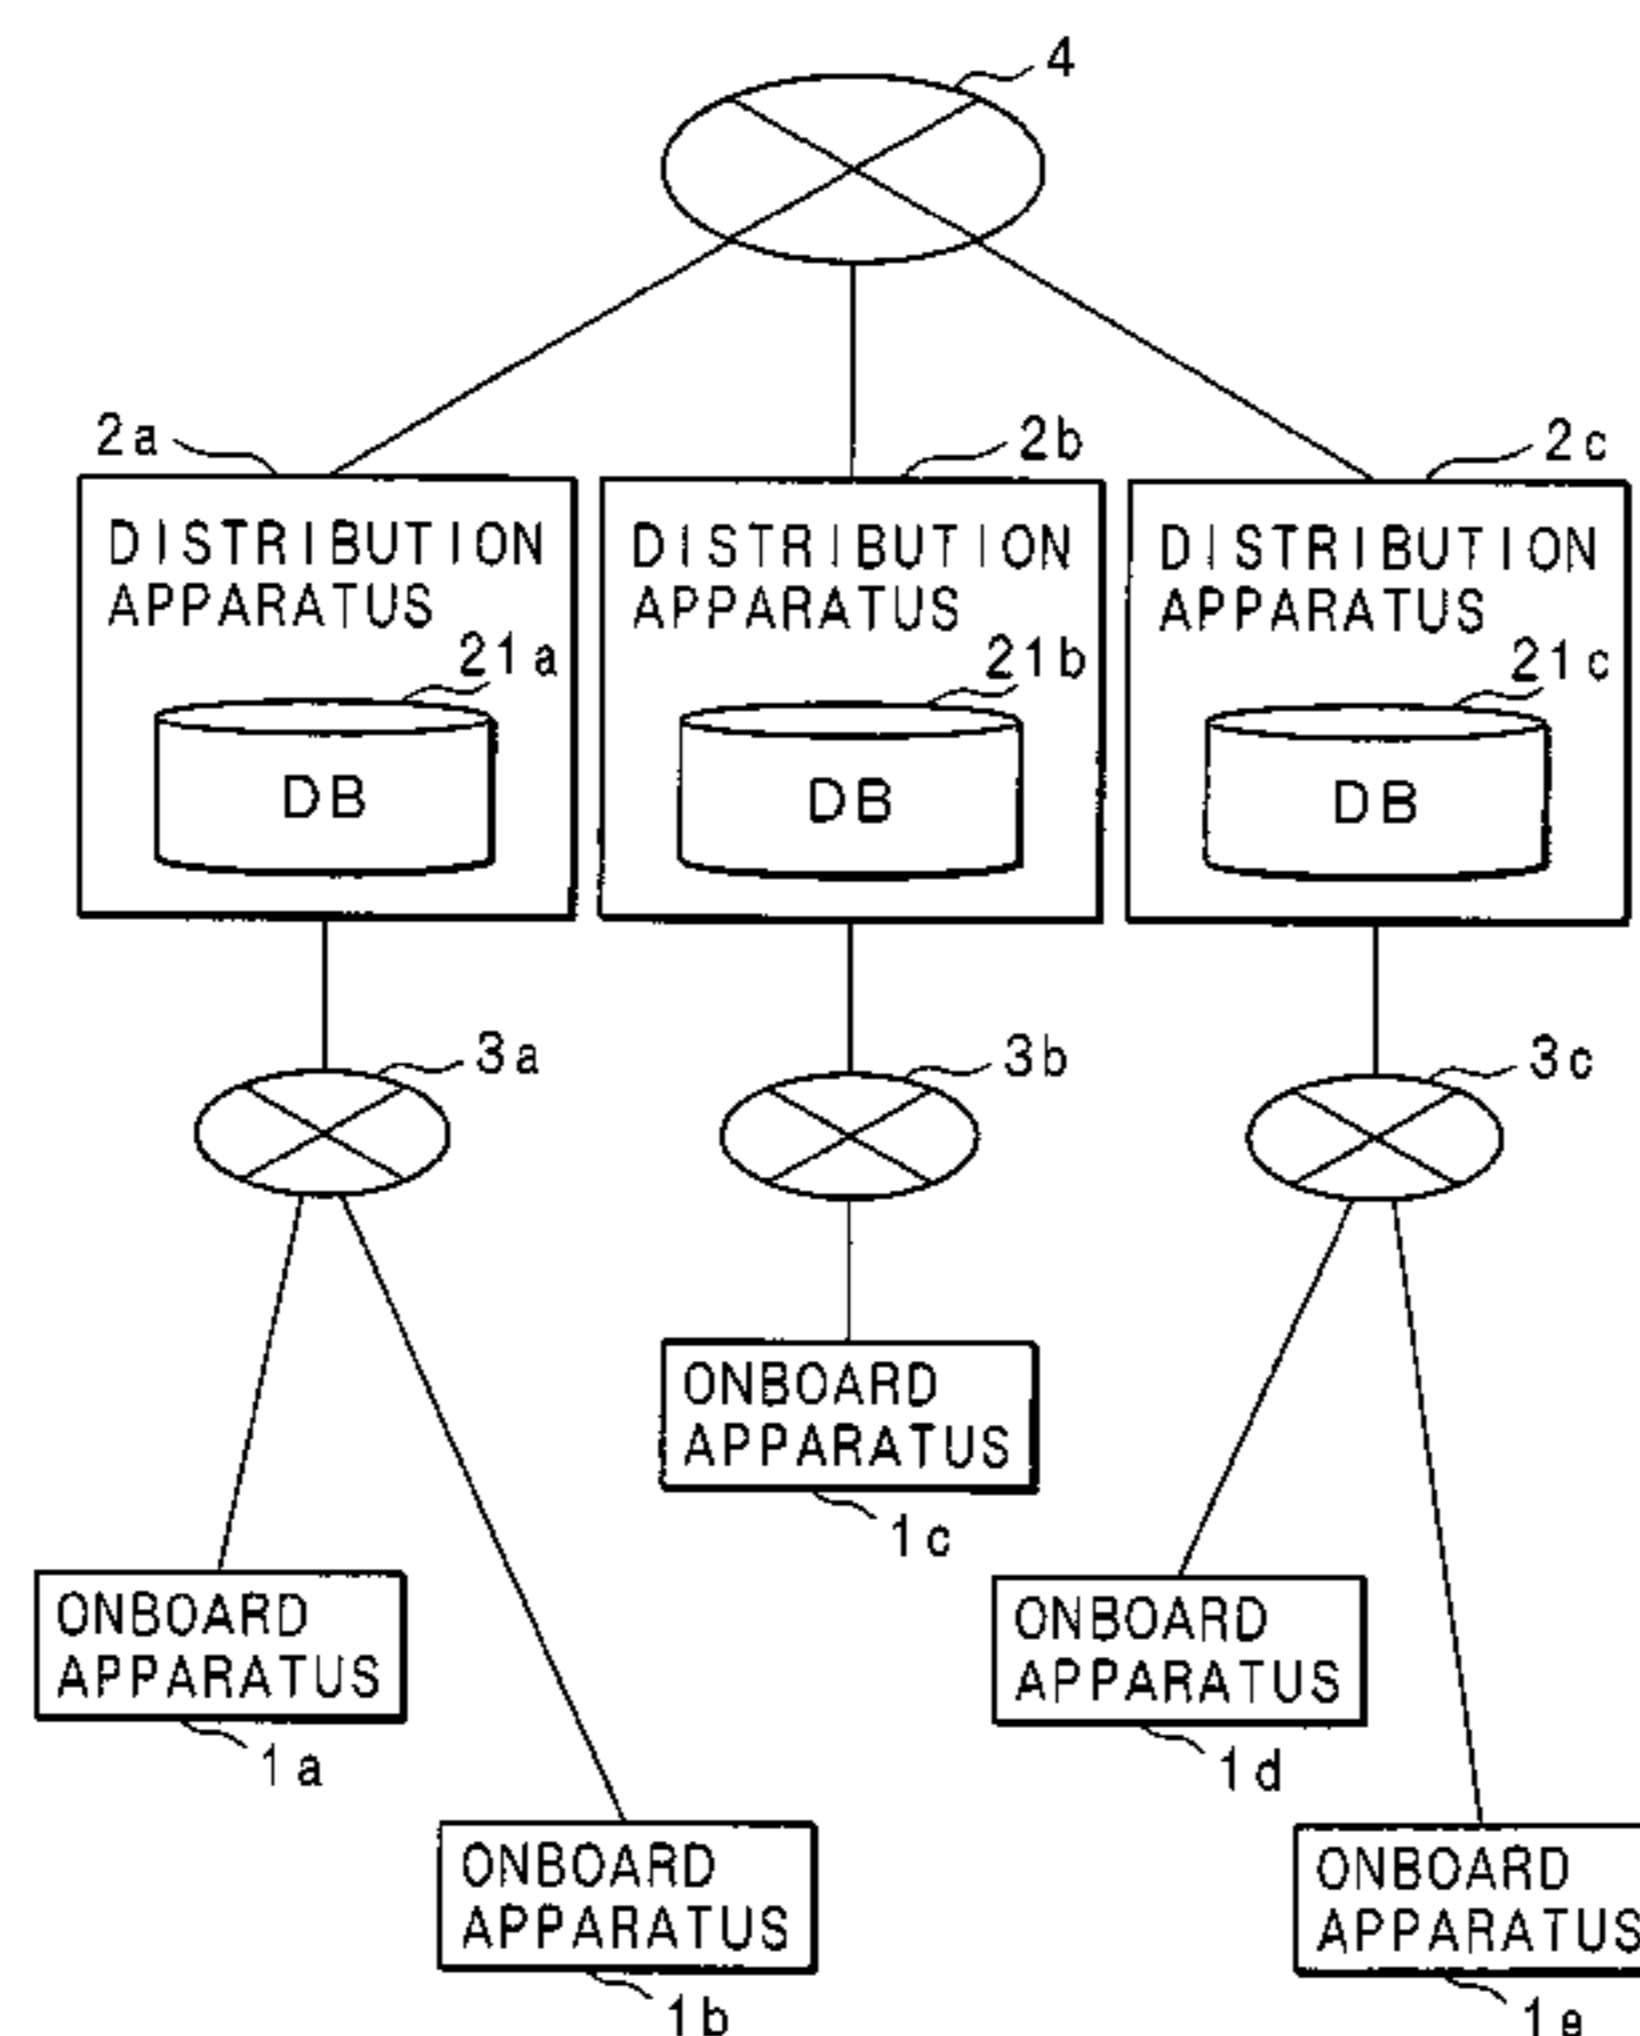 4
2a
2b
2c
DISTRIBUTION
APPARATUS
DISTRIBUTION
APPARATUS
DISTRIBUTION
APPARATUS
21a
21b
21c
DB
DB
DB
3a
3b
3c
ONBOARD
APPARATUS
1c
ONBOARD
APPARATUS
1a
ONBOARD
APPARATUS
1d
ONBOARD
APPARATUS
1b
ONBOARD
APPARATUS
1e